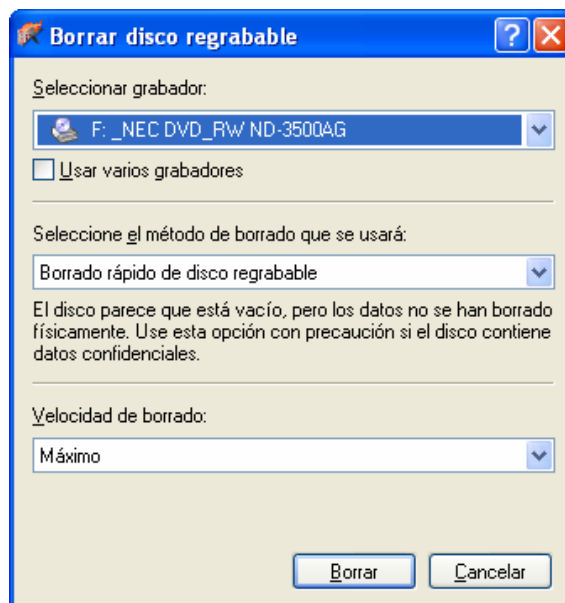 Borrar disco regrabable
Seleccionar grabador:
F: _NEC DVD_RW ND-3500AG
Usar varios grabadores
Seleccione el método de borrado que se usará:
Borrado rápido de disco regrabable
El disco parece que está vacío, pero los datos no se han borrado
físicamente. Use esta opción con precaución si el disco contiene
datos confidenciales.
Velocidad de borrado:
Máximo
Borrar
Cancelar